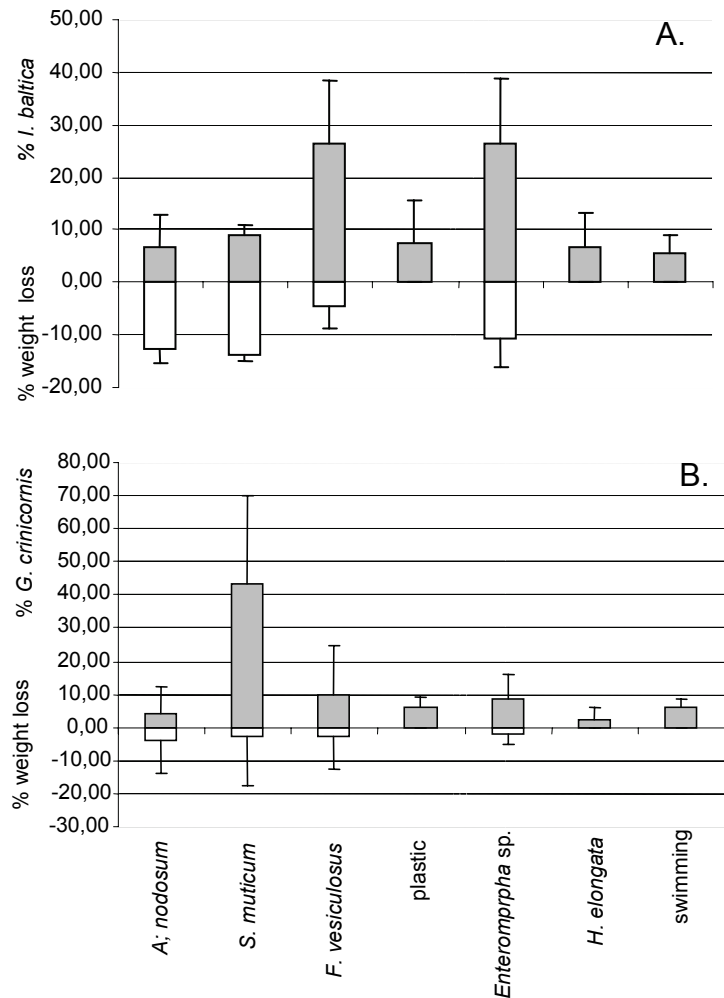 A.
% I. baltica
% weight loss
50,00
40,00
30,00
20,00
10,00
0,00
-10,00
-20,00
B.
% G. crinicornis
% weight loss
80,00
70,00
60,00
50,00
40,00
30,00
20,00
10,00
0,00
-10,00
-20,00
-30,00
A; nodosum
S. muticum
F. vesiculosus
plastic
Enteromprpha sp.
H. elongata
swimming